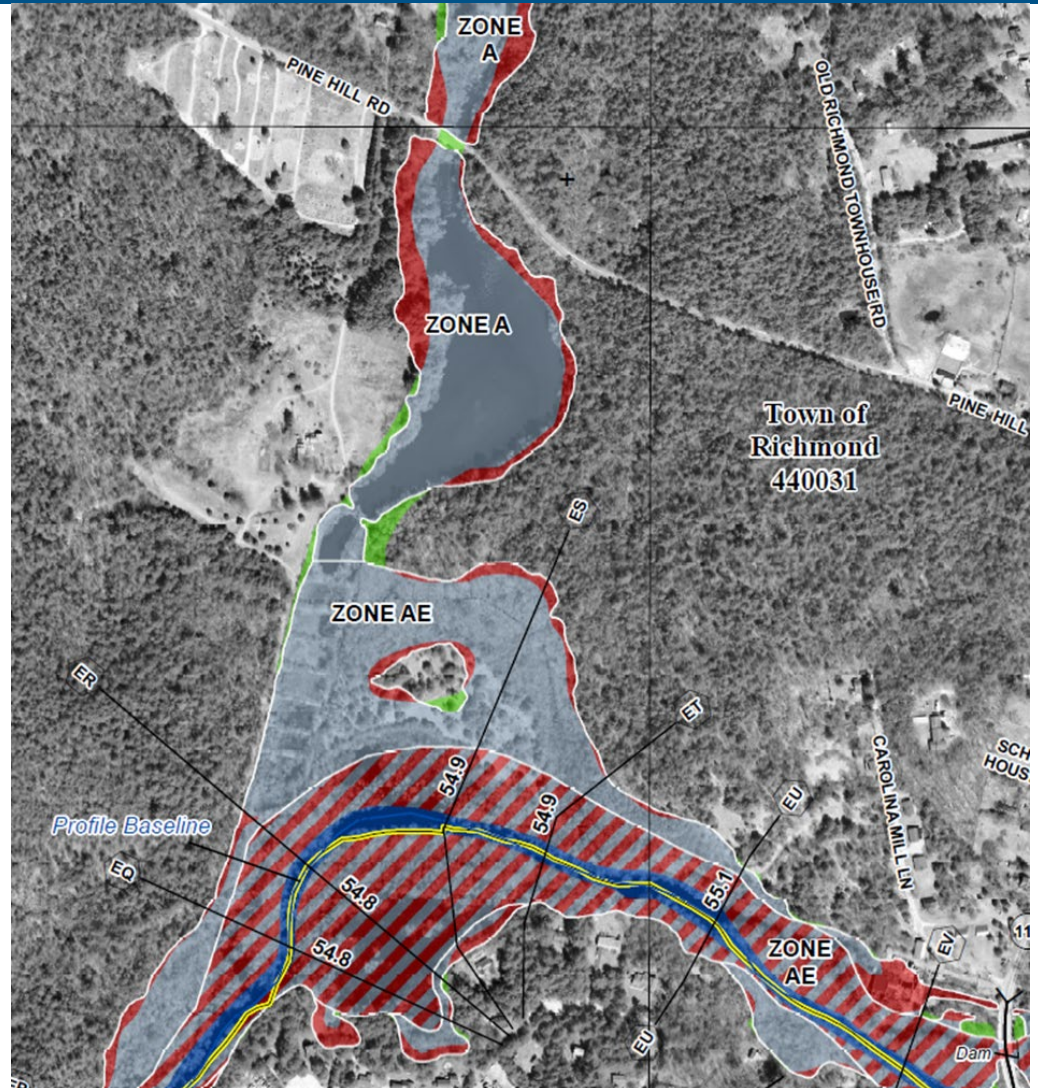 ZONE
A
PINE HILL RD
OLD RICHMOND TOWNHOUSE RD
ZONE A
PINE HILL
Town of
Richmond
440031
ES
ZONE AE
ER
ET
SCH
HOUS
CAROLINA MILL LN
54.9
EU
54.9
Profile Baseline
EQ
54.8
55.1
54.8
ZONE
AE
EV
11
EU
Dam